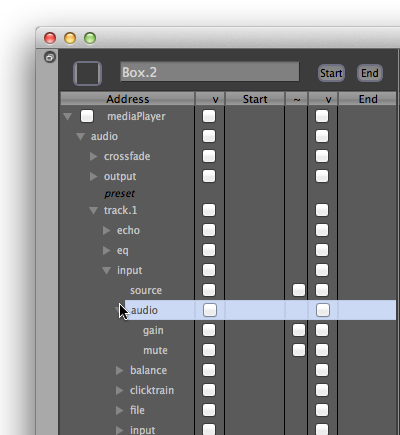 Box.2 Start End
Address v Start ~ v End
mediaPlayer
audio
crossfade
output
preset
track.1
echo
eq
input
source
audio
gain
mute
balance
clicktrain
file
input